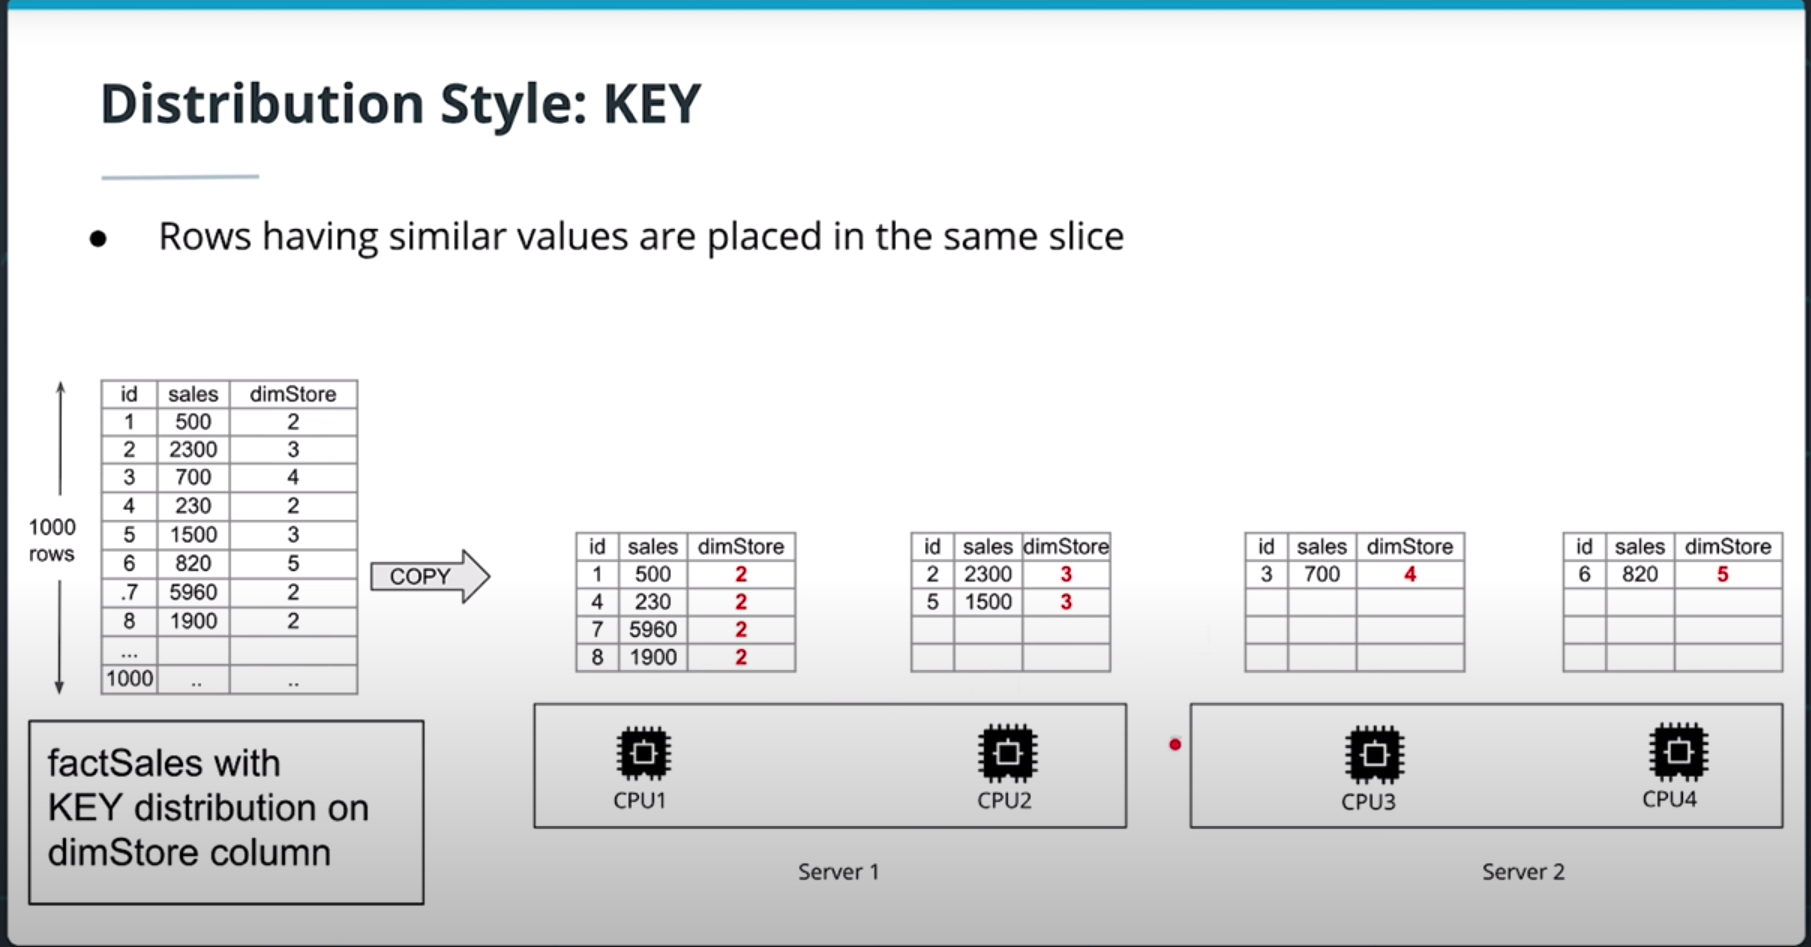 Distribution Style: KEY
● Rows having similar values are placed in the same slice
id sales dimStore
1 500 2
2 2300 3
3 700 4
4 230 2
5 1500 3
6 820 5
.7 5960 2
8 1900 2
...
1000 .. ..
1000
rows
COPY
id sales dimStore
1 500 2
4 230 2
7 5960 2
8 1900 2
id sales dimStore
2 2300 3
5 1500 3
id sales dimStore
3 700 4
id sales dimStore
6 820 5
factSales with
KEY distribution on
dimStore column
CPU1
CPU2
CPU3
CPU4
Server 1
Server 2